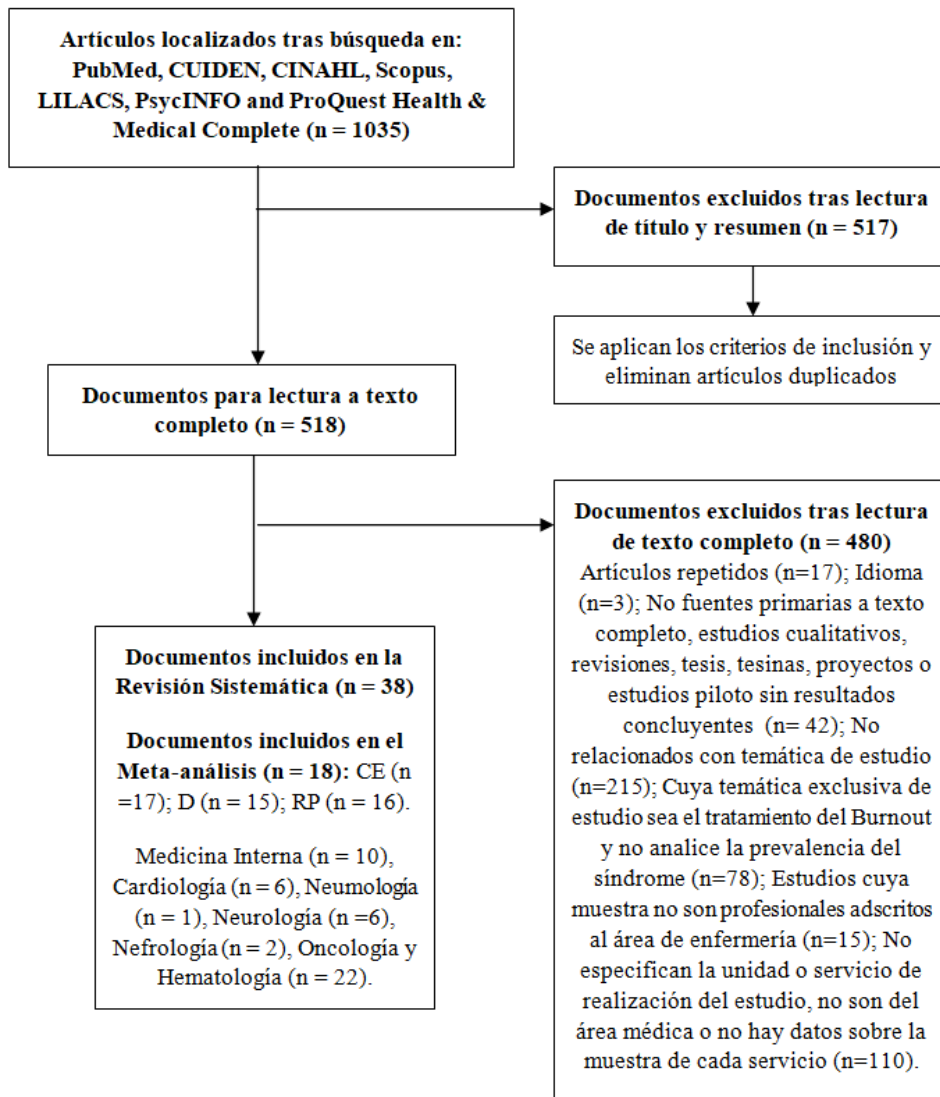 Artículos localizados tras búsqueda en:
PubMed, CUIDEN, CINAHL, Scopus,
LILACS, PsycINFO and ProQuest Health &
Medical Complete (n = 1035)
Documentos excluidos tras lectura
de título y resumen (n = 517)
Se aplican los criterios de inclusión y
eliminan artículos duplicados
Documentos para lectura a texto
completo (n = 518)
Documentos excluidos tras lectura
de texto completo (n = 480)
Artículos repetidos (n=17); Idioma
(n=3); No fuentes primarias a texto
completo, estudios cualitativos,
revisiones, tesis, tesinas, proyectos o
estudios piloto sin resultados
concluyentes (n= 42); No
relacionados con temática de estudio
(n=215); Cuya temática exclusiva de
estudio sea el tratamiento del Burnout
y no analice la prevalencia del
síndrome (n=78); Estudios cuya
muestra no son profesionales adscritos
al área de enfermería (n=15); No
especifican la unidad o servicio de
realización del estudio, no son del
área médica o no hay datos sobre la
muestra de cada servicio (n=110).
Documentos incluidos en la
Revisión Sistemática (n = 38)
Documentos incluidos en el
Meta-análisis (n = 18): CE (n
=17); D (n = 15); RP (n = 16).
Medicina Interna (n = 10),
Cardiología (n = 6), Neumología
(n = 1), Neurología (n =6),
Nefrología (n = 2), Oncología y
Hematología (n = 22).